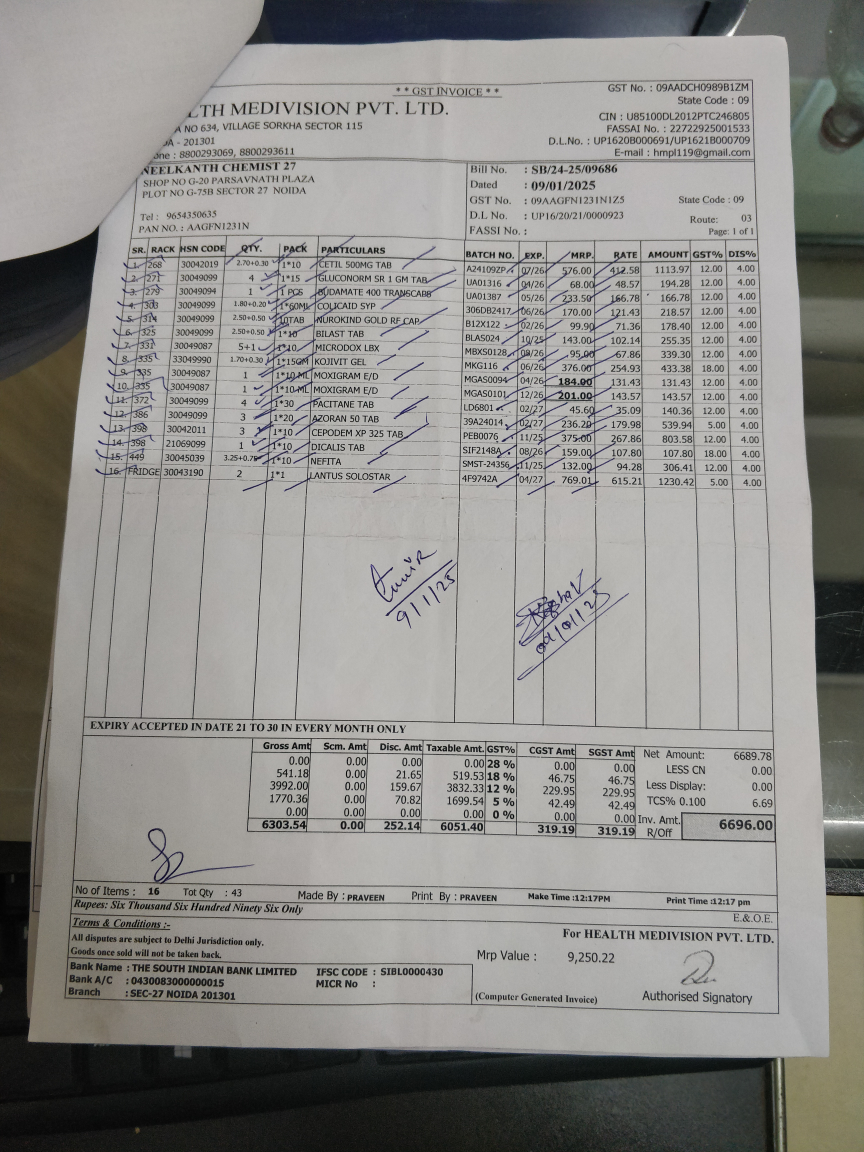 * * GST INVOICE * *
GST No. : 09AADCH0989B1ZM
State Code : 09
LTH MEDIVISION PVT. LTD.
CIN : U85100DL2012PTC246805
A NO 634, VILLAGE SORKHA SECTOR 115
FASSAI No. : 22722925001533
DA - 201301
D.L.No. : UP1620B000691/UP1621B000709
one : 8800293069, 8800293611
E-mail : hmpl119@gmail.com
NEELKANTH CHEMIST 27
Bill No. : SB/24-25/09686
SHOP NO G-20 PARSAVNATH PLAZA
Dated : 09/01/2025
PLOT NO G-75B SECTOR 27 NOIDA
GST No. : 09AAGFN1231N1Z5 State Code : 09
Tel : 9654350635
D.L No. : UP16/20/21/0000923 Route: 03
PAN NO. : AAGFN1231N
FASSI No. : Page: 1 of 1
SR. RACK HSN CODE QTY. PACK PARTICULARS BATCH NO. EXP. MRP. RATE AMOUNT GST% DIS%
1. 268 30042019 2.70+0.30 1*10 CETIL 500MG TAB A24109ZP 07/26 576.00 412.58 1113.97 12.00 4.00
2. 271 30049099 4 1*15 GLUCONORM SR 1 GM TAB UA01316 04/26 68.00 48.57 194.28 12.00 4.00
3. 279 30049094 1 1 PCS BUDAMATE 400 TRANSCABB UA01387 05/26 233.50 166.78 166.78 12.00 4.00
4. 303 30049099 1.80+0.20 1*60ML COLICAID SYP 306DB2417 06/26 170.00 121.43 218.57 12.00 4.00
5. 314 30049099 2.50+0.50 10TAB NUROKIND GOLD RF CAP B12X122 02/26 99.90 71.36 178.40 12.00 4.00
6. 325 30049099 2.50+0.50 1*10 BILAST TAB BLAS024 10/25 143.00 102.14 255.35 12.00 4.00
7. 331 30049087 5+1 1*10 MICRODOX LBX MBXS0128 08/26 95.00 67.86 339.30 12.00 4.00
8. 335 33049990 1.70+0.30 1*15GM KOJIVIT GEL MKG116 06/26 376.00 254.93 433.38 18.00 4.00
9. 335 30049087 1 1*10 ML MOXIGRAM E/D MGAS0094 04/26 184.00 131.43 131.43 12.00 4.00
10. 335 30049087 1 1*10 ML MOXIGRAM E/D MGAS0101 12/26 201.00 143.57 143.57 12.00 4.00
11. 372 30049099 4 1*30 PACITANE TAB LD6801 02/27 45.60 35.09 140.36 12.00 4.00
12. 386 30049099 3 1*20 AZORAN 50 TAB 39A24014 02/27 236.20 179.98 539.94 5.00 4.00
13. 398 30042011 3 1*10 CEPODEM XP 325 TAB PEB0076 11/25 375.00 267.86 803.58 12.00 4.00
14. 398 21069099 1 1*10 DICALIS TAB SIF2148A 08/26 159.00 107.80 107.80 18.00 4.00
15. 449 30045039 3.25+0.75 1*10 NEFITA SMST-24356 11/25 132.00 94.28 306.41 12.00 4.00
16. FRIDGE 30043190 2 1*1 LANTUS SOLOSTAR 4F9742A 04/27 769.01 615.21 1230.42 5.00 4.00
9/1/25
09/01/25
EXPIRY ACCEPTED IN DATE 21 TO 30 IN EVERY MONTH ONLY
Gross Amt Scm. Amt Disc. Amt Taxable Amt. GST% CGST Amt SGST Amt Net Amount: 6689.78
0.00 0.00 0.00 0.00 28 % 0.00 0.00 LESS CN 0.00
541.18 0.00 21.65 519.53 18 % 46.75 46.75 Less Display: 0.00
3992.00 0.00 159.67 3832.33 12 % 229.95 229.95
1770.36 0.00 70.82 1699.54 5 % 42.49 42.49 TCS% 0.100 6.69
0.00 0.00 0.00 0.00 0 % 0.00 0.00 Inv. Amt. 6696.00
6303.54 0.00 252.14 6051.40 319.19 319.19 R/Off
No of Items : 16 Tot Qty : 43 Made By : PRAVEEN Print By : PRAVEEN Make Time :12:17PM Print Time :12:17 pm
Rupees: Six Thousand Six Hundred Ninety Six Only
E.& O.E.
Terms & Conditions :-
For HEALTH MEDIVISION PVT. LTD.
All disputes are subject to Delhi Jurisdiction only.
Mrp Value : 9,250.22
Goods once sold will not be taken back.
Bank Name : THE SOUTH INDIAN BANK LIMITED IFSC CODE : SIBL0000430
Bank A/C : 0430083000000015 MICR No :
Branch : SEC-27 NOIDA 201301
(Computer Generated Invoice)
Authorised Signatory